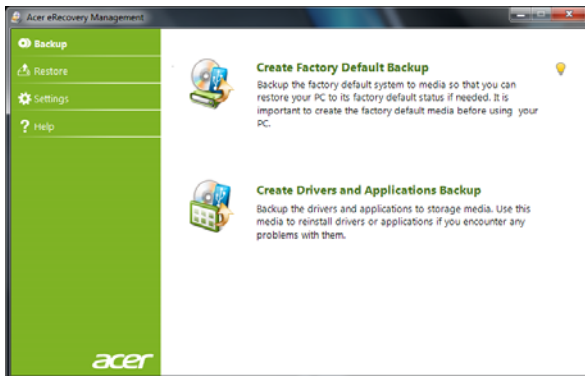 Acer eRecovery Management
Backup
Restore
Settings
Help
Create Factory Default Backup
Backup the factory default system to media so that you can
restore your PC to its factory default status if needed. It is
important to create the factory default media before using your
PC.
Create Drivers and Applications Backup
Backup the drivers and applications to storage media. Use this
media to reinstall drivers or applications if you encounter any
problems with them.
acer